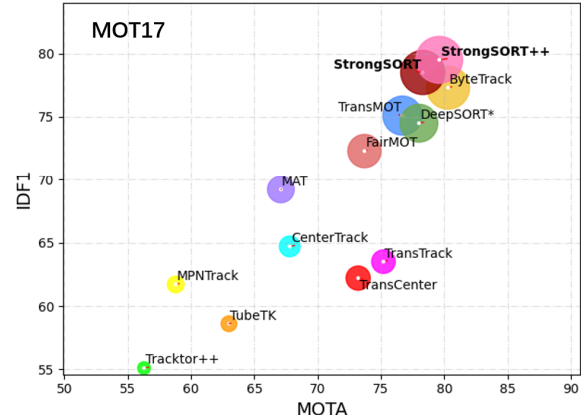 MOT17
StrongSORT++
StrongSORT
ByteTrack
TransMOT
DeepSORT*
FairMOT
MAT
CenterTrack
TransTrack
MPNTrack
TransCenter
TubeTK
Tracktor++
80
75
70
65
60
55
IDF1
50 55 60 65 70 75 80 85 90
MOTA